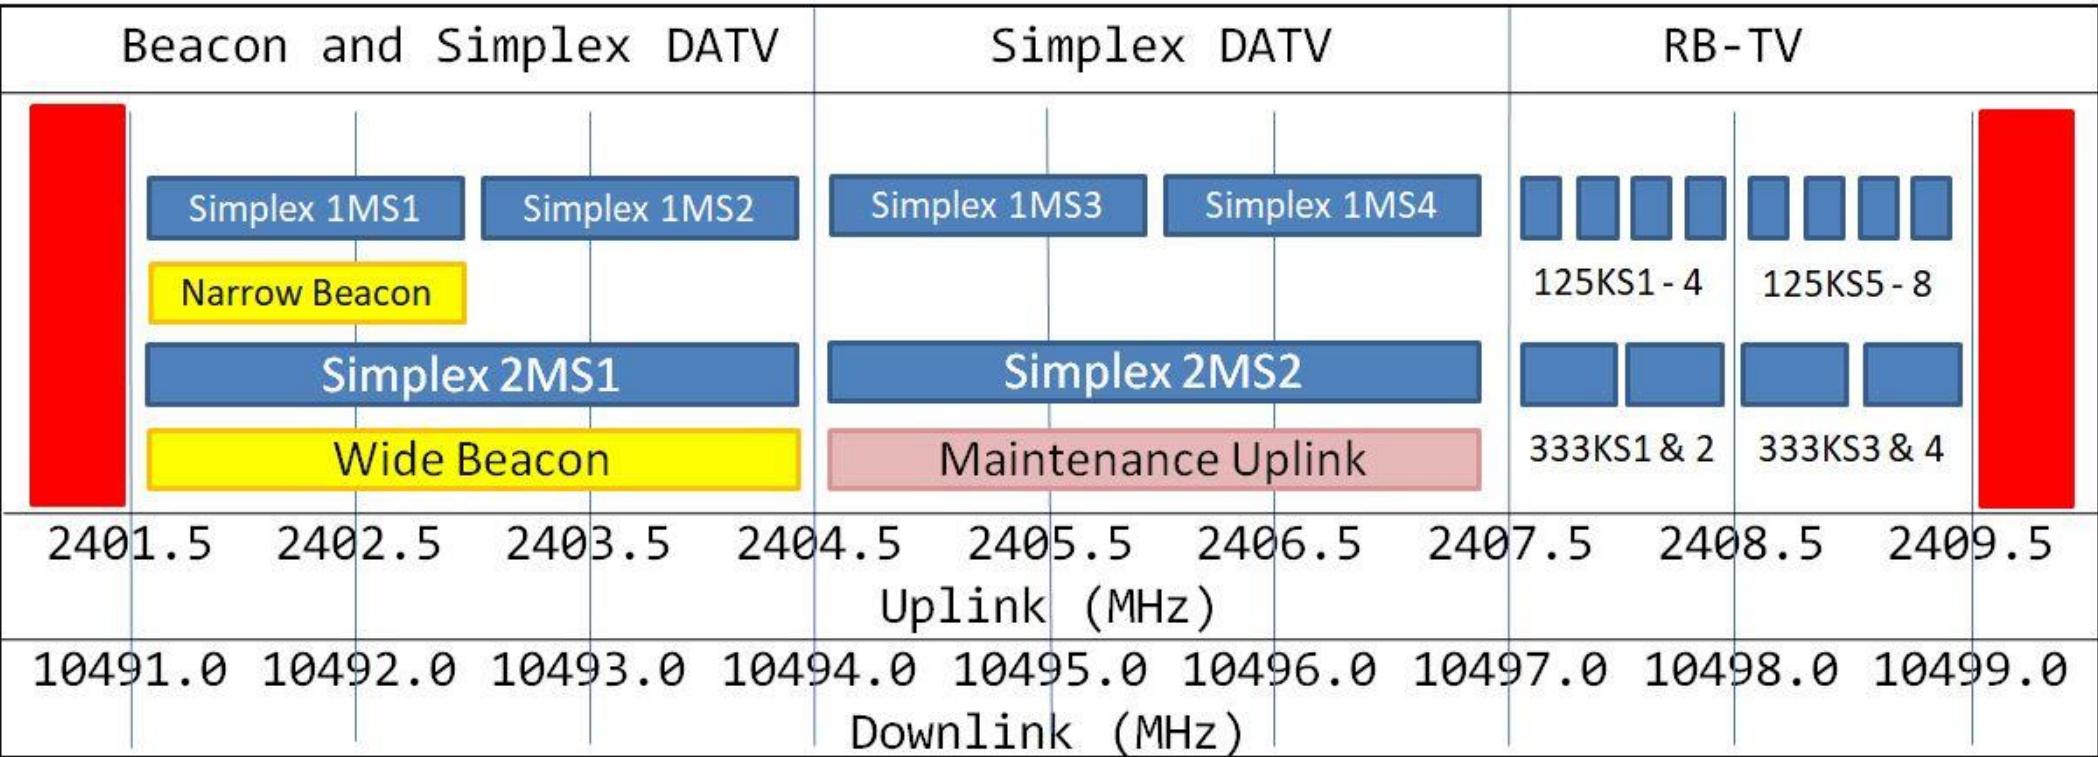 Beacon and Simplex DATV Simplex DATV RB-TV
Simplex 1MS1 Simplex 1MS2 Simplex 1MS3 Simplex 1MS4
Narrow Beacon 125KS1 - 4 125KS5 - 8
Simplex 2MS1 Simplex 2MS2
Wide Beacon Maintenance Uplink 333KS1 & 2 333KS3 & 4
2401.5 2402.5 2403.5 2404.5 2405.5 2406.5 2407.5 2408.5 2409.5
Uplink (MHz)
10491.0 10492.0 10493.0 10494.0 10495.0 10496.0 10497.0 10498.0 10499.0
Downlink (MHz)